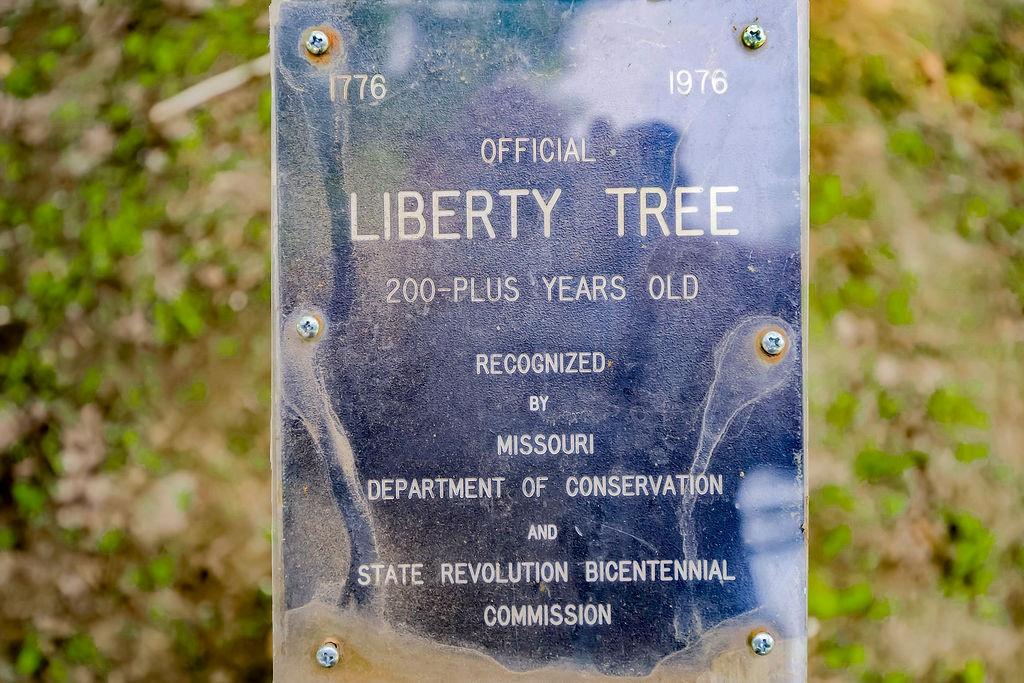 1776 1976
OFFICIAL
LIBERTY TREE
200-PLUS YEARS OLD
RECOGNIZED
BY
MISSOURI
DEPARTMENT OF CONSERVATION
AND
STATE REVOLUTION BICENTENNIAL
COMMISSION